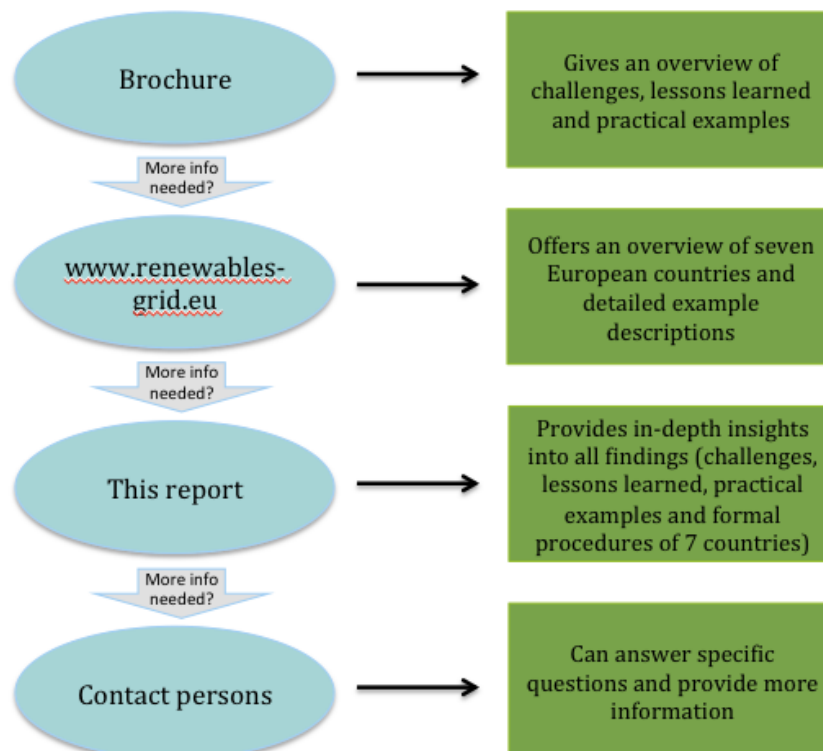 Brochure
Gives an overview of
challenges, lessons learned
and practical examples
More info
needed?
www.renewables-
grid.eu
Offers an overview of seven
European countries and
detailed example
descriptions
More info
needed?
This report
Provides in-depth insights
into all findings (challenges,
lessons learned, practical
examples and formal
procedures of 7 countries)
More info
needed?
Contact persons
Can answer specific
questions and provide more
information